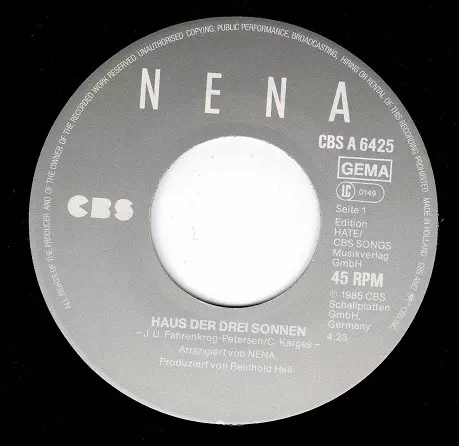 ALL RIGHTS OF THE PRODUCER AND OF THE OWNER OF THE RECORDED WORK RESERVED. UNAUTHORISED COPYING, PUBLIC PERFORMANCE, BROADCASTING, HIRING OR RENTAL OF THIS RECORDING PROHIBITED. MADE IN HOLLAND
NENA
CBS A 6425
GEMA
LC 0149
CBS
Seite 1
Edition
HATE/
CBS SONGS
Musikverlag
GmbH
45 RPM
℗ 1985 CBS
Schallplatten
GmbH,
Germany
4:23
HAUS DER DREI SONNEN
– J. U. Fahrenkrog-Petersen/C. Karges –
Arrangiert von NENA
Produziert von Reinhold Heil